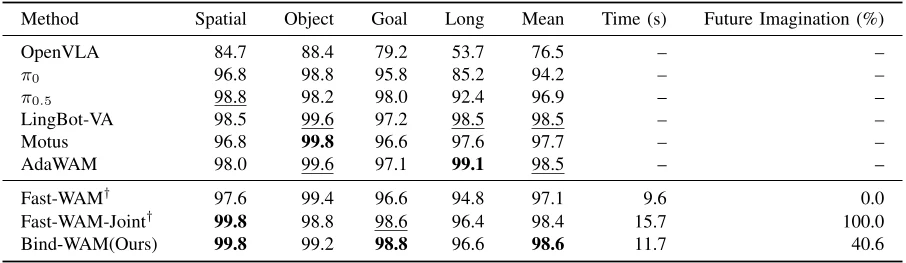 Method Spatial Object Goal Long Mean Time (s) Future Imagination (%)
OpenVLA 84.7 88.4 79.2 53.7 76.5 – –
π₀ 96.8 98.8 95.8 85.2 94.2 – –
π₀.₅ 98.8 98.2 98.0 92.4 96.9 – –
LingBot-VA 98.5 99.6 97.2 98.5 98.5 – –
Motus 96.8 99.8 96.6 97.6 97.7 – –
AdaWAM 98.0 99.6 97.1 99.1 98.5 – –
Fast-WAM† 97.6 99.4 96.6 94.8 97.1 9.6 0.0
Fast-WAM-Joint† 99.8 98.8 98.6 96.4 98.4 15.7 100.0
Bind-WAM(Ours) 99.8 99.2 98.8 96.6 98.6 11.7 40.6